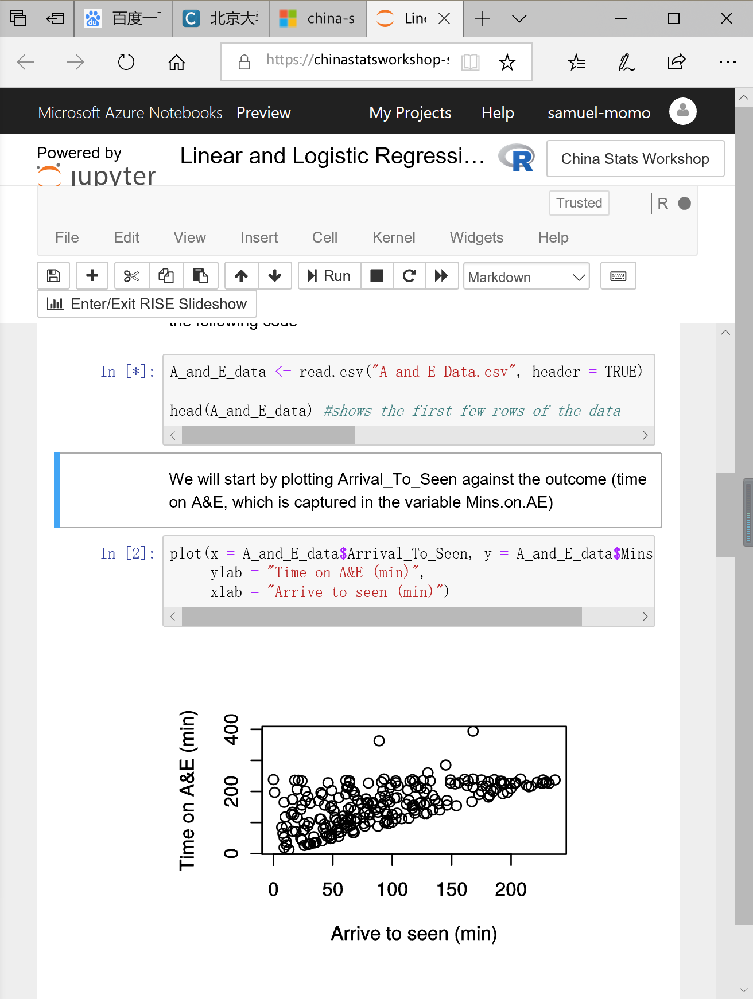 百度一
北京大
china-s
Lin
https://chinastatsworkshop-s
Microsoft Azure Notebooks Preview My Projects Help samuel-momo
Powered by
jupyter
Linear and Logistic Regressi...
R
China Stats Workshop
Trusted
R
File Edit View Insert Cell Kernel Widgets Help
Run
Markdown
Enter/Exit RISE Slideshow
the following code
In [*]:
A_and_E_data <- read.csv("A and E Data.csv", header = TRUE)
head(A_and_E_data) #shows the first few rows of the data
We will start by plotting Arrival_To_Seen against the outcome (time
on A&E, which is captured in the variable Mins.on.AE)
In [2]:
plot(x = A_and_E_data$Arrival_To_Seen, y = A_and_E_data$Mins
ylab = "Time on A&E (min)",
xlab = "Arrive to seen (min)")
Time on A&E (min)
400
200
0
0 50 100 150 200
Arrive to seen (min)